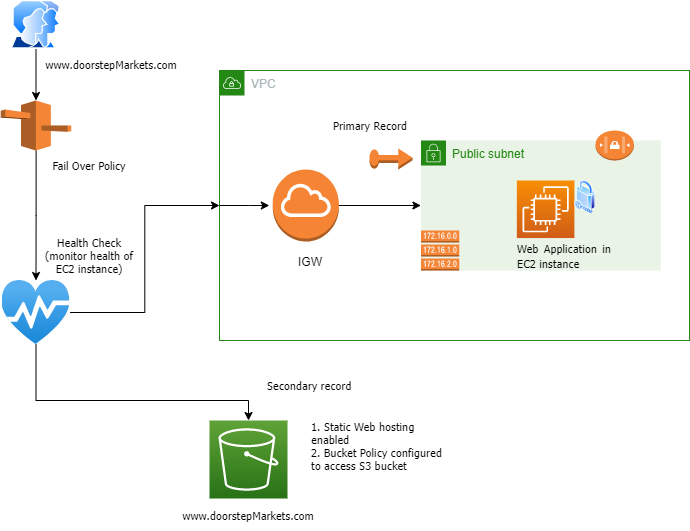 www.doorstepMarkets.com
VPC
Primary Record
Public subnet
Fail Over Policy
172.16.0.0
172.16.1.0
172.16.2.0
Web Application in
EC2 instance
Health Check
(monitor health of
EC2 instance)
IGW
Secondary record
1. Static Web hosting
enabled
2. Bucket Policy configured
to access S3 bucket
www.doorstepMarkets.com